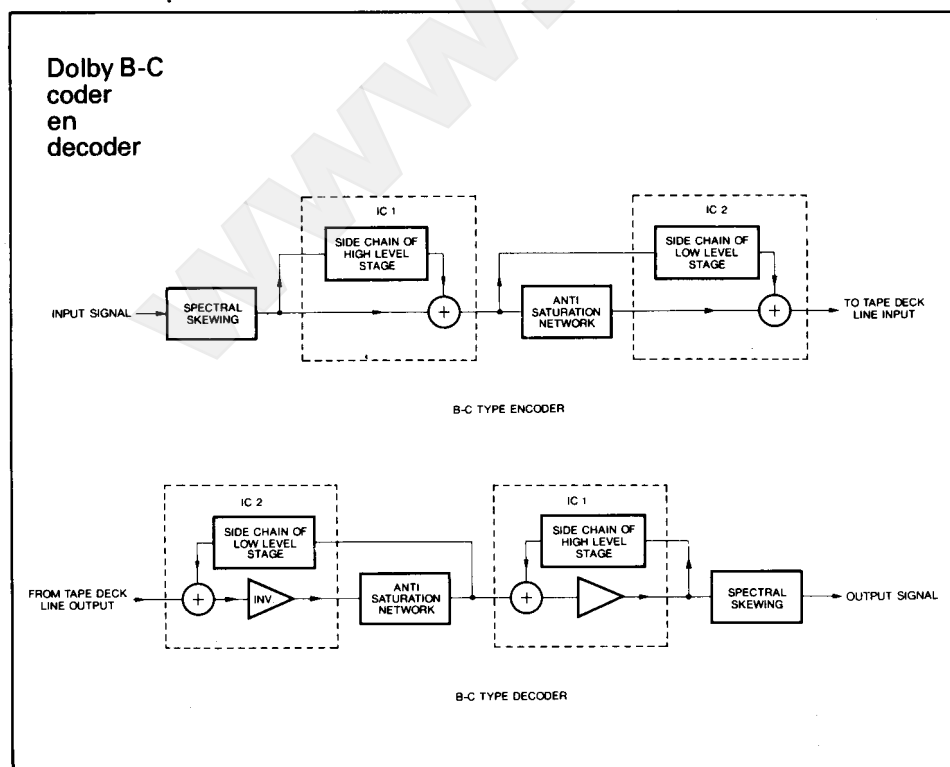 Dolby B-C
coder
en
decoder
IC 1
SIDE CHAIN OF
HIGH LEVEL
STAGE
IC 2
SIDE CHAIN OF
LOW LEVEL
STAGE
INPUT SIGNAL
SPECTRAL
SKEWING
+
ANTI
SATURATION
NETWORK
+
TO TAPE DECK
LINE INPUT
B-C TYPE ENCODER
IC 2
SIDE CHAIN OF
LOW LEVEL
STAGE
IC 1
SIDE CHAIN OF
HIGH LEVEL
STAGE
FROM TAPE DECK
LINE OUTPUT
+
INV
ANTI
SATURATION
NETWORK
+
SPECTRAL
SKEWING
OUTPUT SIGNAL
B-C TYPE DECODER
www